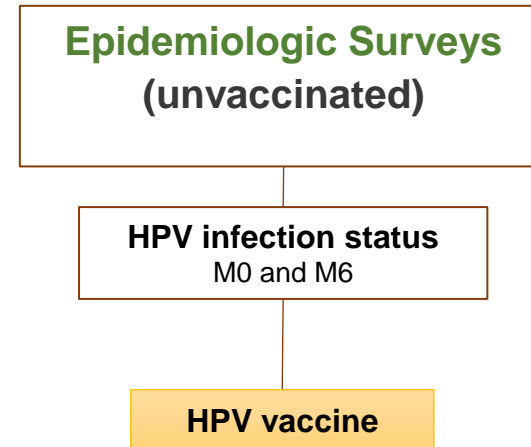 Epidemiologic Surveys
(unvaccinated)
HPV infection status
M0 and M6
HPV vaccine